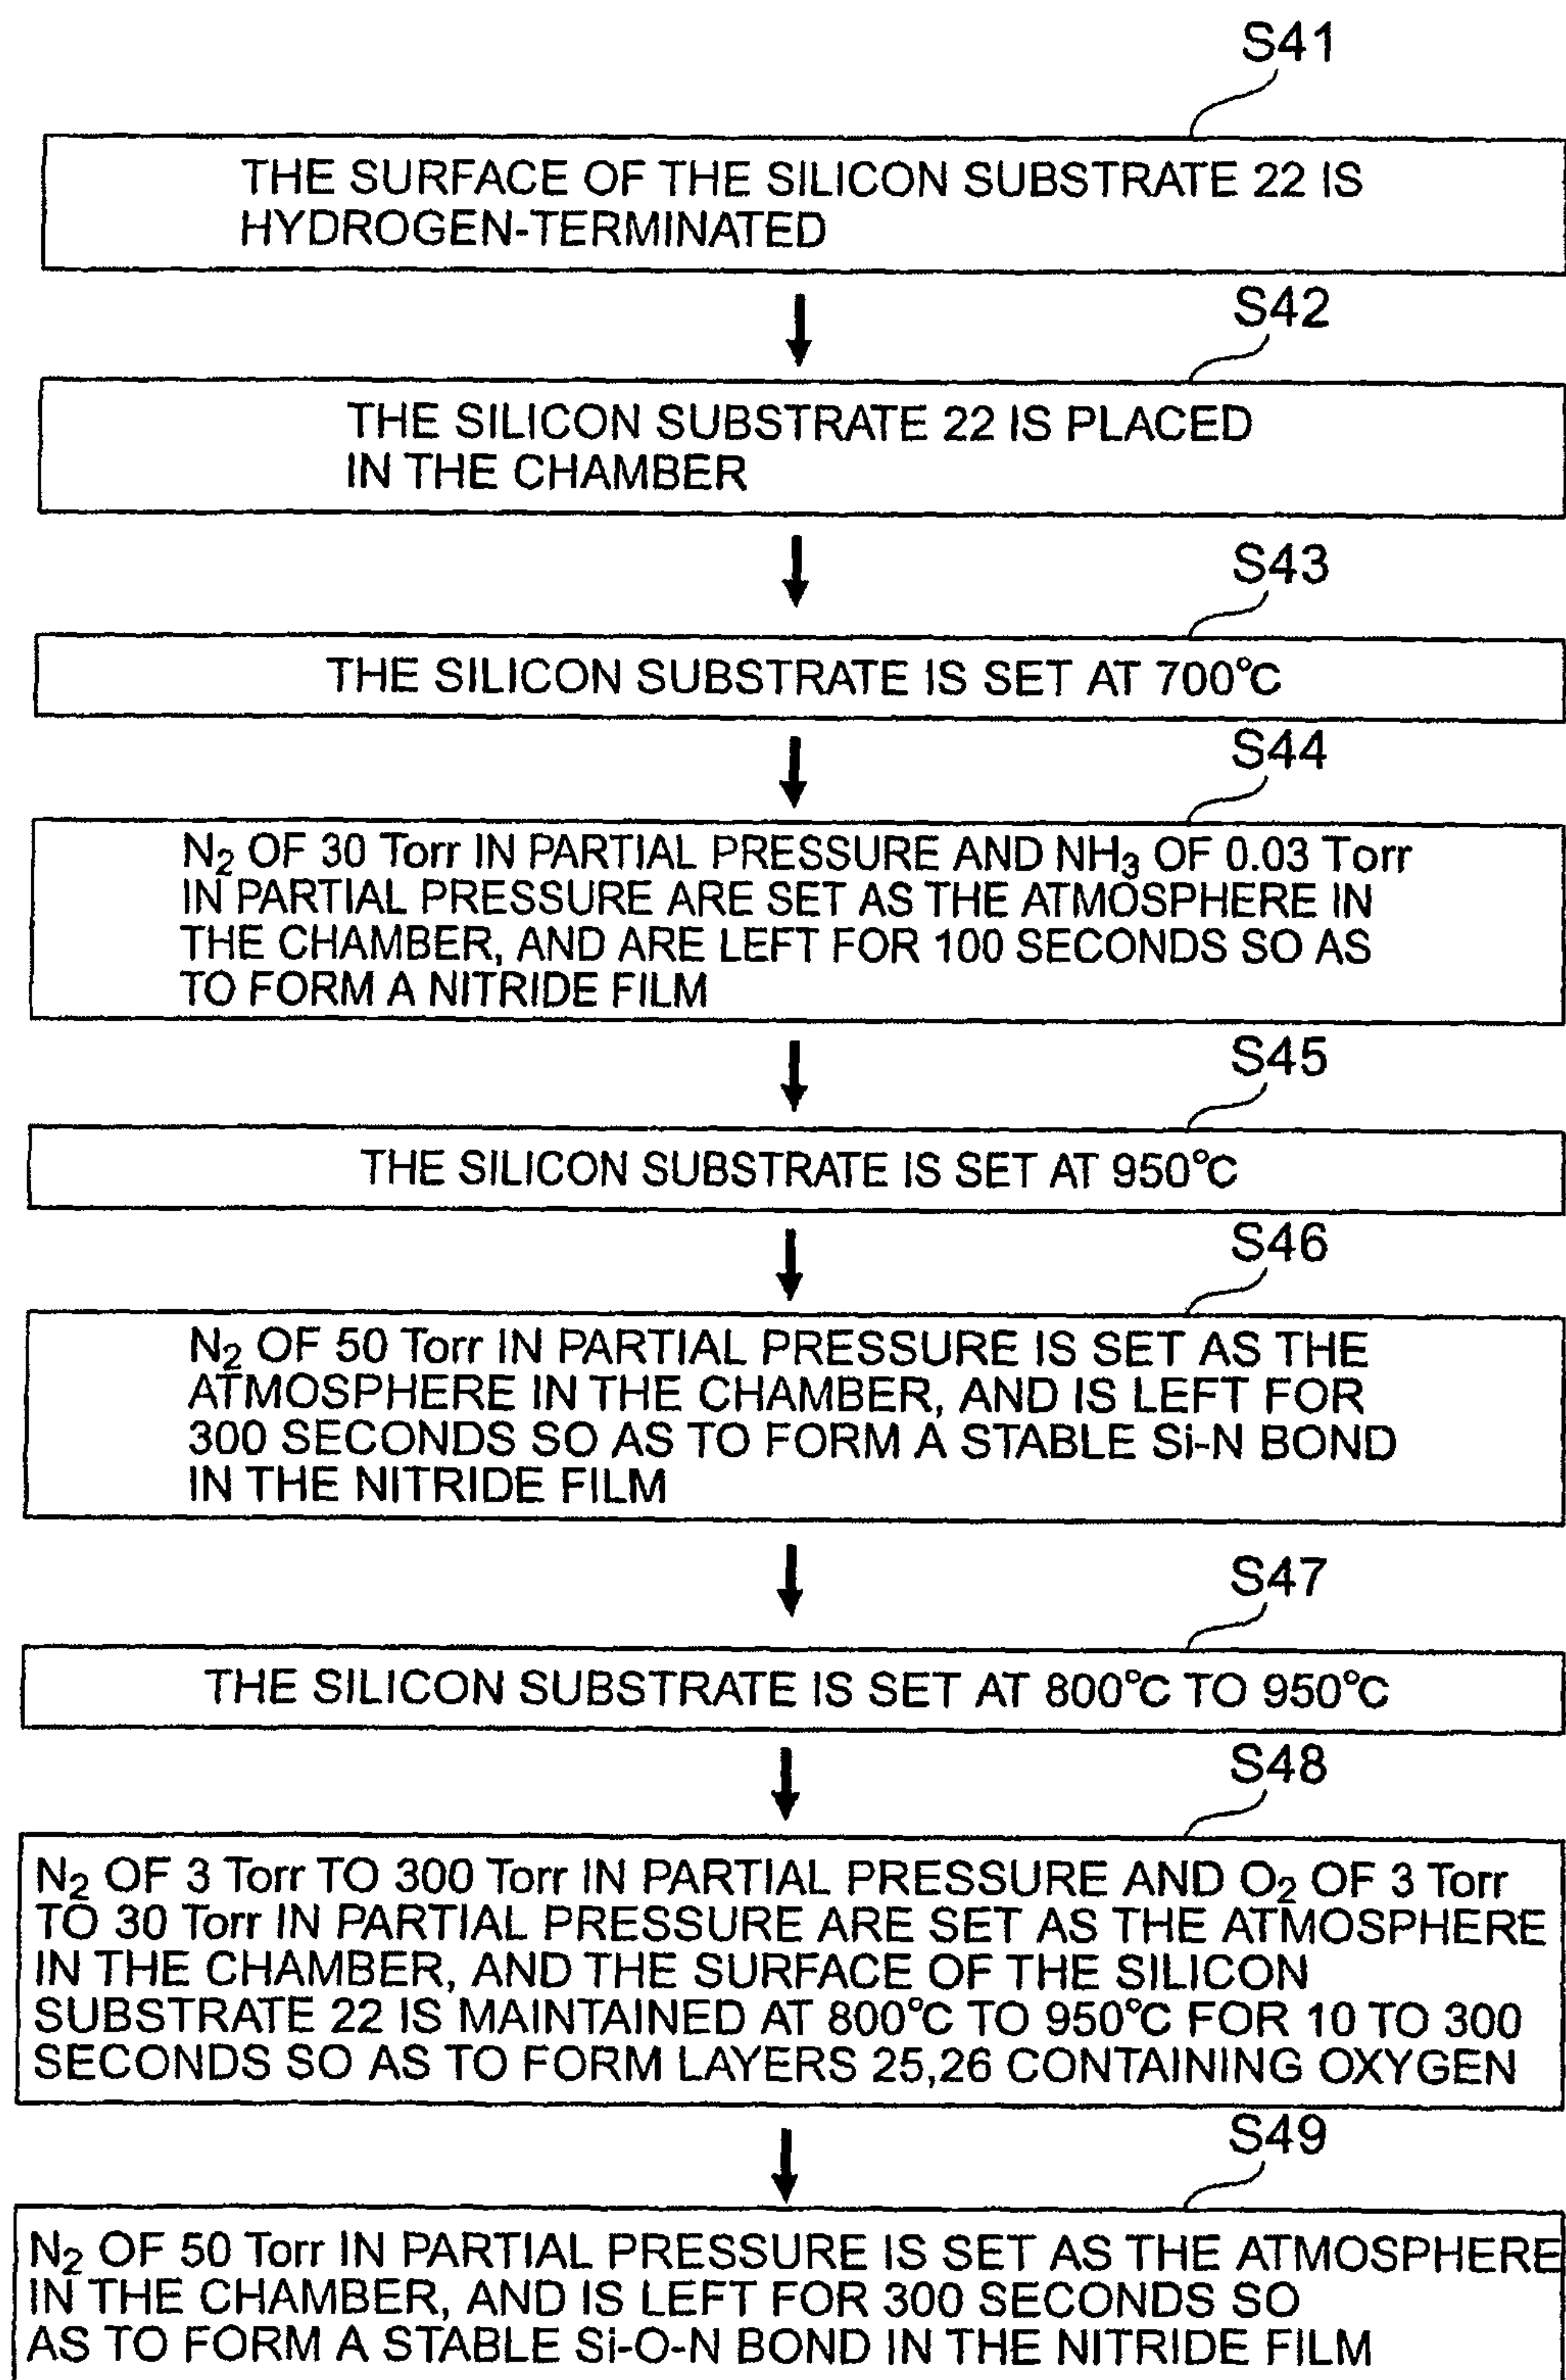 S41
THE SURFACE OF THE SILICON SUBSTRATE 22 IS
HYDROGEN-TERMINATED
S42
THE SILICON SUBSTRATE 22 IS PLACED
IN THE CHAMBER
S43
THE SILICON SUBSTRATE IS SET AT 700°C
S44
N₂ OF 30 Torr IN PARTIAL PRESSURE AND NH₃ OF 0.03 Torr
IN PARTIAL PRESSURE ARE SET AS THE ATMOSPHERE IN
THE CHAMBER, AND ARE LEFT FOR 100 SECONDS SO AS
TO FORM A NITRIDE FILM
S45
THE SILICON SUBSTRATE IS SET AT 950°C
S46
N₂ OF 50 Torr IN PARTIAL PRESSURE IS SET AS THE
ATMOSPHERE IN THE CHAMBER, AND IS LEFT FOR
300 SECONDS SO AS TO FORM A STABLE Si-N BOND
IN THE NITRIDE FILM
S47
THE SILICON SUBSTRATE IS SET AT 800°C TO 950°C
S48
N₂ OF 3 Torr TO 300 Torr IN PARTIAL PRESSURE AND O₂ OF 3 Torr
TO 30 Torr IN PARTIAL PRESSURE ARE SET AS THE ATMOSPHERE
IN THE CHAMBER, AND THE SURFACE OF THE SILICON
SUBSTRATE 22 IS MAINTAINED AT 800°C TO 950°C FOR 10 TO 300
SECONDS SO AS TO FORM LAYERS 25,26 CONTAINING OXYGEN
S49
N₂ OF 50 Torr IN PARTIAL PRESSURE IS SET AS THE ATMOSPHERE
IN THE CHAMBER, AND IS LEFT FOR 300 SECONDS SO
AS TO FORM A STABLE Si-O-N BOND IN THE NITRIDE FILM